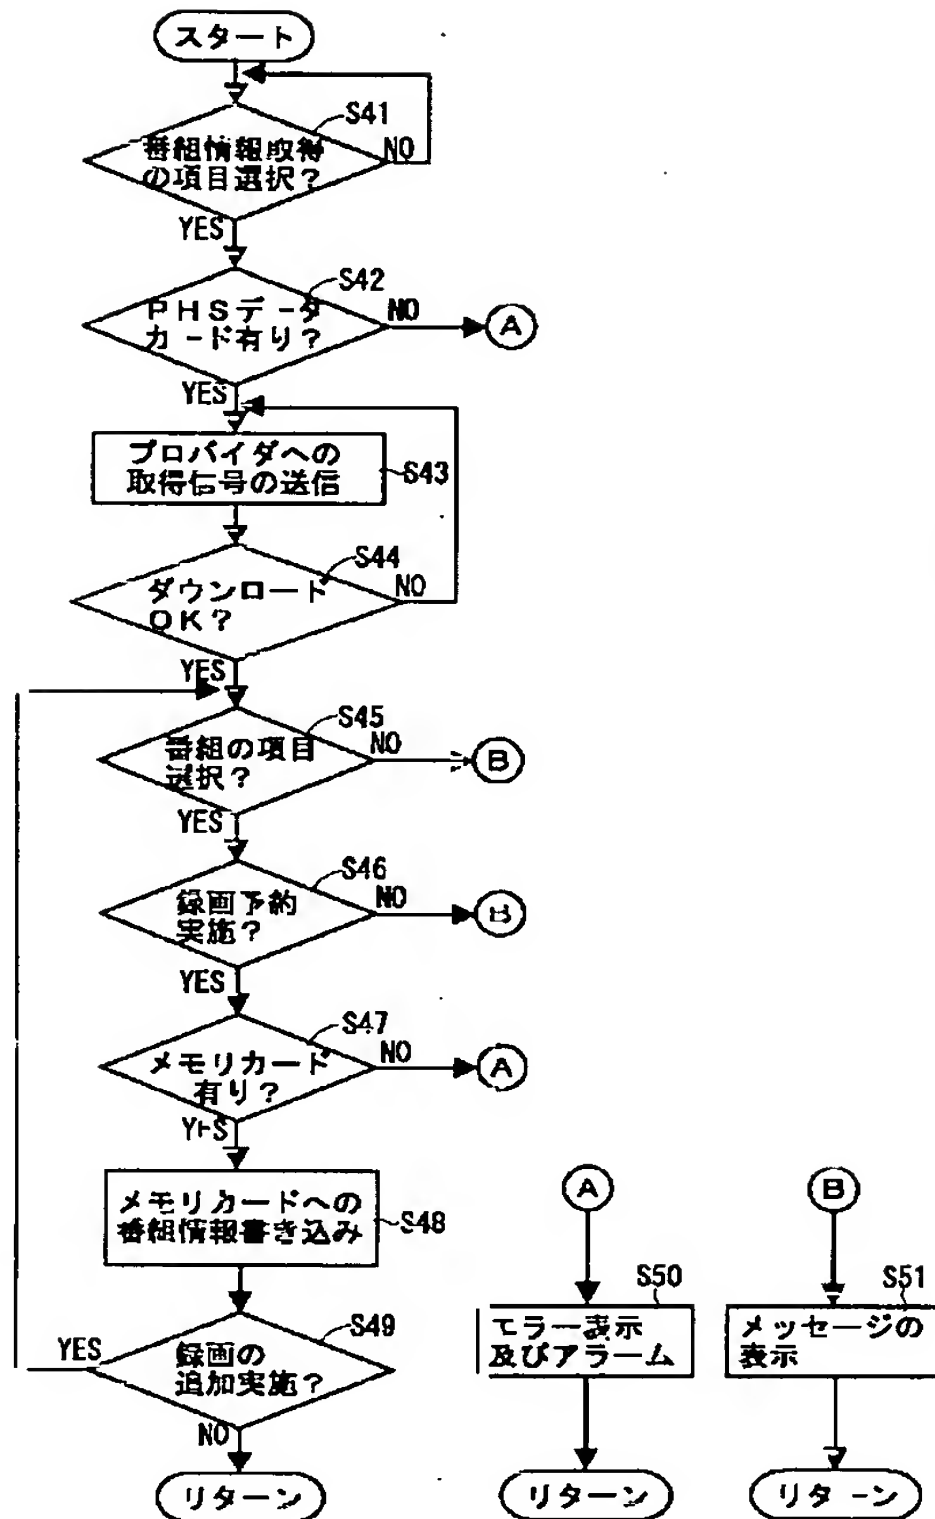 スタート
S41
番組情報取得
の項目選択？
NO
YES
S42
PHSデータ
カード有り？
NO
A
YES
プロバイダへの
取得信号の送信
S43
S44
ダウンロード
OK？
NO
YES
S45
番組の項目
選択？
NO
B
YES
S46
録画予約
実施？
NO
B
YES
S47
メモリカード
有り？
NO
A
YES
メモリカードへの
番組情報書き込み
S48
A
B
S49
録画の
追加実施？
YES
NO
リターン
S50
エラー表示
及びアラーム
リターン
S51
メッセージの
表示
リターン